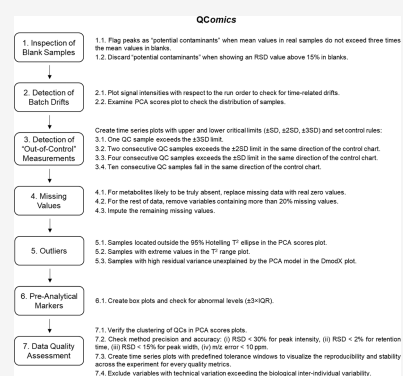 QComics
1. Inspection of
Blank Samples
1.1. Flag peaks as "potential contaminants" when mean values in real samples do not exceed three times
the mean values in blanks.
1.2. Discard "potential contaminants" when showing an RSD value above 15% in blanks.
2. Detection of
Batch Drifts
2.1. Plot signal intensities with respect to the run order to check for time-related drifts.
2.2. Examine PCA scores plot to check the distribution of samples.
3. Detection of
"Out-of-Control"
Measurements
Create time series plots with upper and lower critical limits (±SD, ±2SD, ±3SD) and set control rules:
3.1. One QC sample exceeds the ±3SD limit.
3.2. Two consecutive QC samples exceeds the ±2SD limit in the same direction of the control chart.
3.3. Four consecutive QC samples exceeds the ±SD limit in the same direction of the control chart.
3.4. Ten consecutive QC samples fall in the same direction of the control chart.
4. Missing
Values
4.1. For metabolites likely to be truly absent, replace missing data with real zero values.
4.2. For the rest of data, remove variables containing more than 20% missing values.
4.3. Impute the remaining missing values.
5. Outliers
5.1. Samples located outside the 95% Hotelling T² ellipse in the PCA scores plot.
5.2. Samples with extreme values in the T² range plot.
5.3. Samples with high residual variance unexplained by the PCA model in the DmodX plot.
6. Pre-Analytical
Markers
6.1. Create box plots and check for abnormal levels (±3×IQR).
7. Data Quality
Assessment
7.1. Verify the clustering of QCs in PCA scores plots.
7.2. Check method precision and accuracy: (i) RSD < 30% for peak intensity, (ii) RSD < 2% for retention
time, (iii) RSD < 15% for peak width, (iv) m/z error < 10 ppm.
7.3. Create time series plots with predefined tolerance windows to visualize the reproducibility and stability
across the experiment for every quality metrics.
7.4. Exclude variables with technical variation exceeding the biological inter-individual variability.